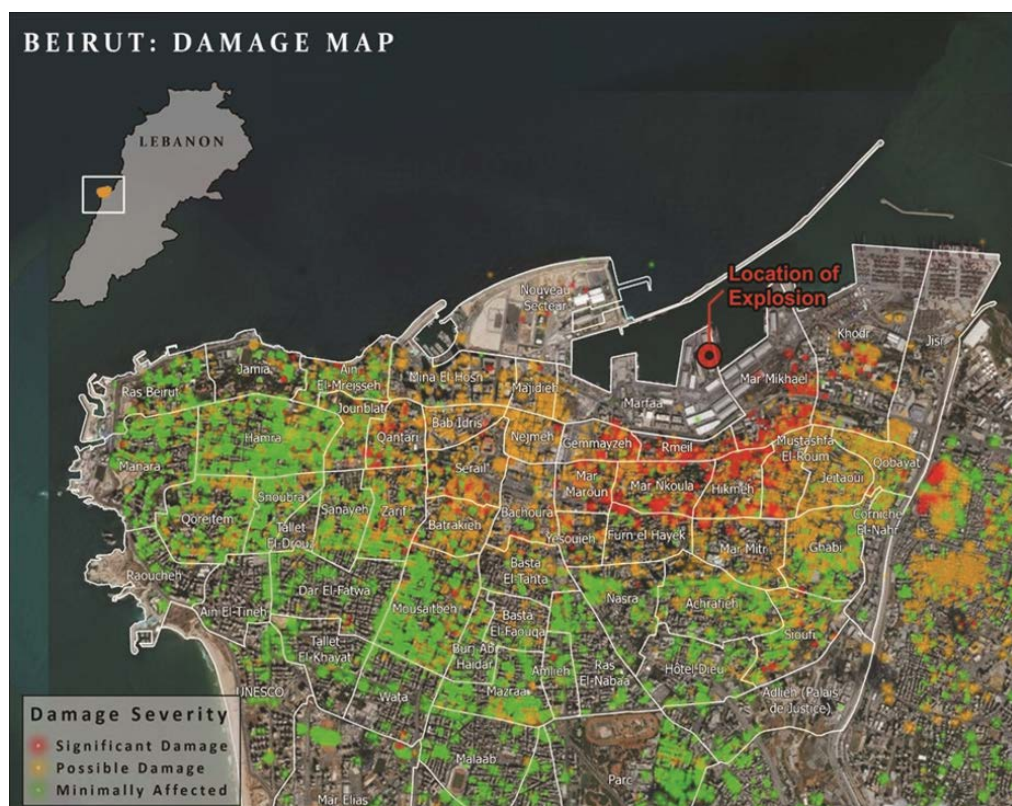 BEIRUT: DAMAGE MAP
LEBANON
Location of
Explosion
Nouveau
Secteur
Khodr
Jisr
Mar Mikhael
Marfaa
Ras Beirut
Jamia
Ain
El-Mreisseh
Mina El-Hosn
Majidieh
Jounblat
Hamra
Qantari
Bab Idris
Nejmeh
Gemmayzeh
Rmeil
Mustashfa
El-Roum
Qobayat
Manara
Serail
Mar
Maroun
Mar Nkoula
Hikmeh
Jeitaoui
Snoubra
Qoreitem
Sanayeh
Zarif
Batrakieh
Bachoura
Corniche
El-Nahr
Tallet
El-Drouz
Yesouieh
Furn el Hayek
Mar Mitr
Ghabi
Raoucheh
Basta
El-Tahta
Ain El-Tineh
Dar El-Fatwa
Mousaitbeh
Basta
El-Faouqa
Nasra
Achrafieh
Sioufi
Tallet
El-Khayat
Burj Abi
Haidar
Amlieh
Ras
El-Nabaa
Hôtel-Dieu
UNESCO
Wata
Mazraa
Adlieh (Palais
de Justice)
Malaab
Parc
Mar Elias
Damage Severity
Significant Damage
Possible Damage
Minimally Affected